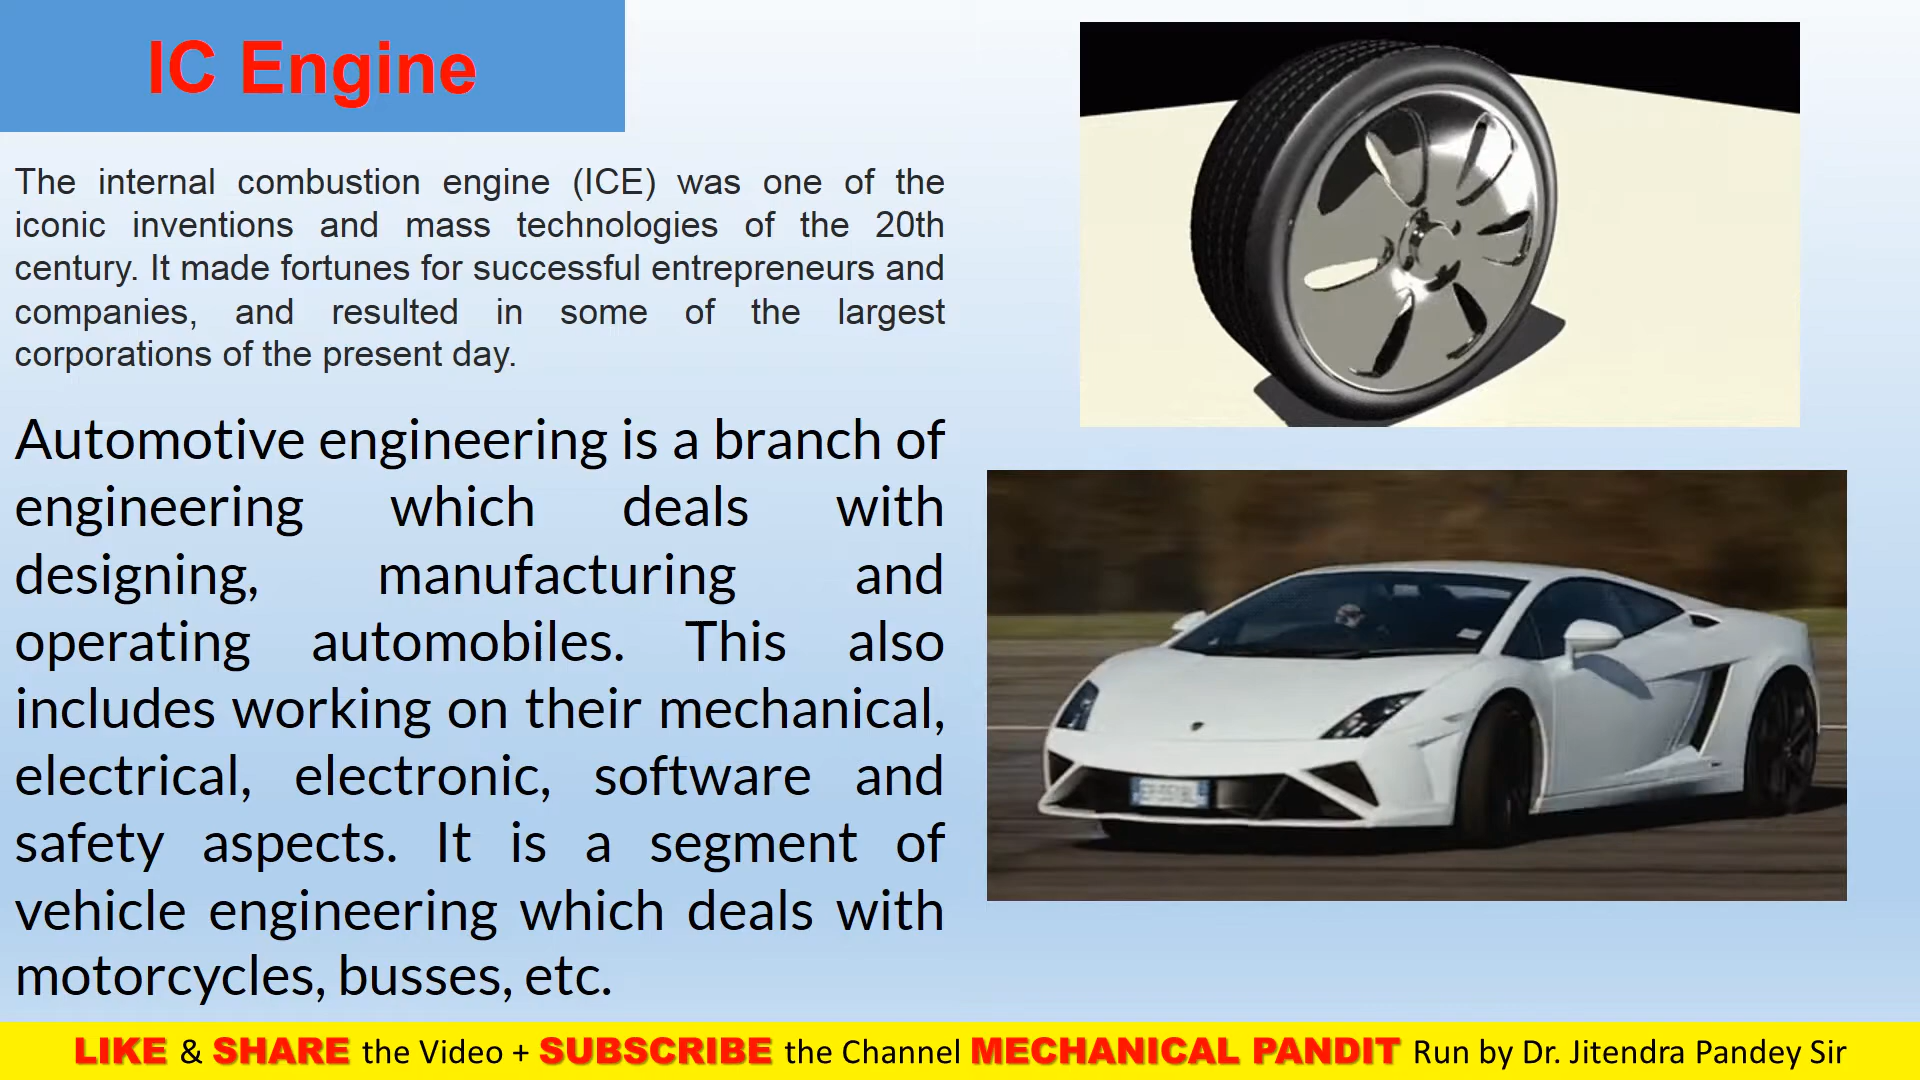 IC Engine
The internal combustion engine (ICE) was one of the
iconic inventions and mass technologies of the 20th
century. It made fortunes for successful entrepreneurs and
companies, and resulted in some of the largest
corporations of the present day.
Automotive engineering is a branch of
engineering which deals with
designing, manufacturing and
operating automobiles. This also
includes working on their mechanical,
electrical, electronic, software and
safety aspects. It is a segment of
vehicle engineering which deals with
motorcycles, busses, etc.
LIKE & SHARE the Video + SUBSCRIBE the Channel MECHANICAL PANDIT Run by Dr. Jitendra Pandey Sir